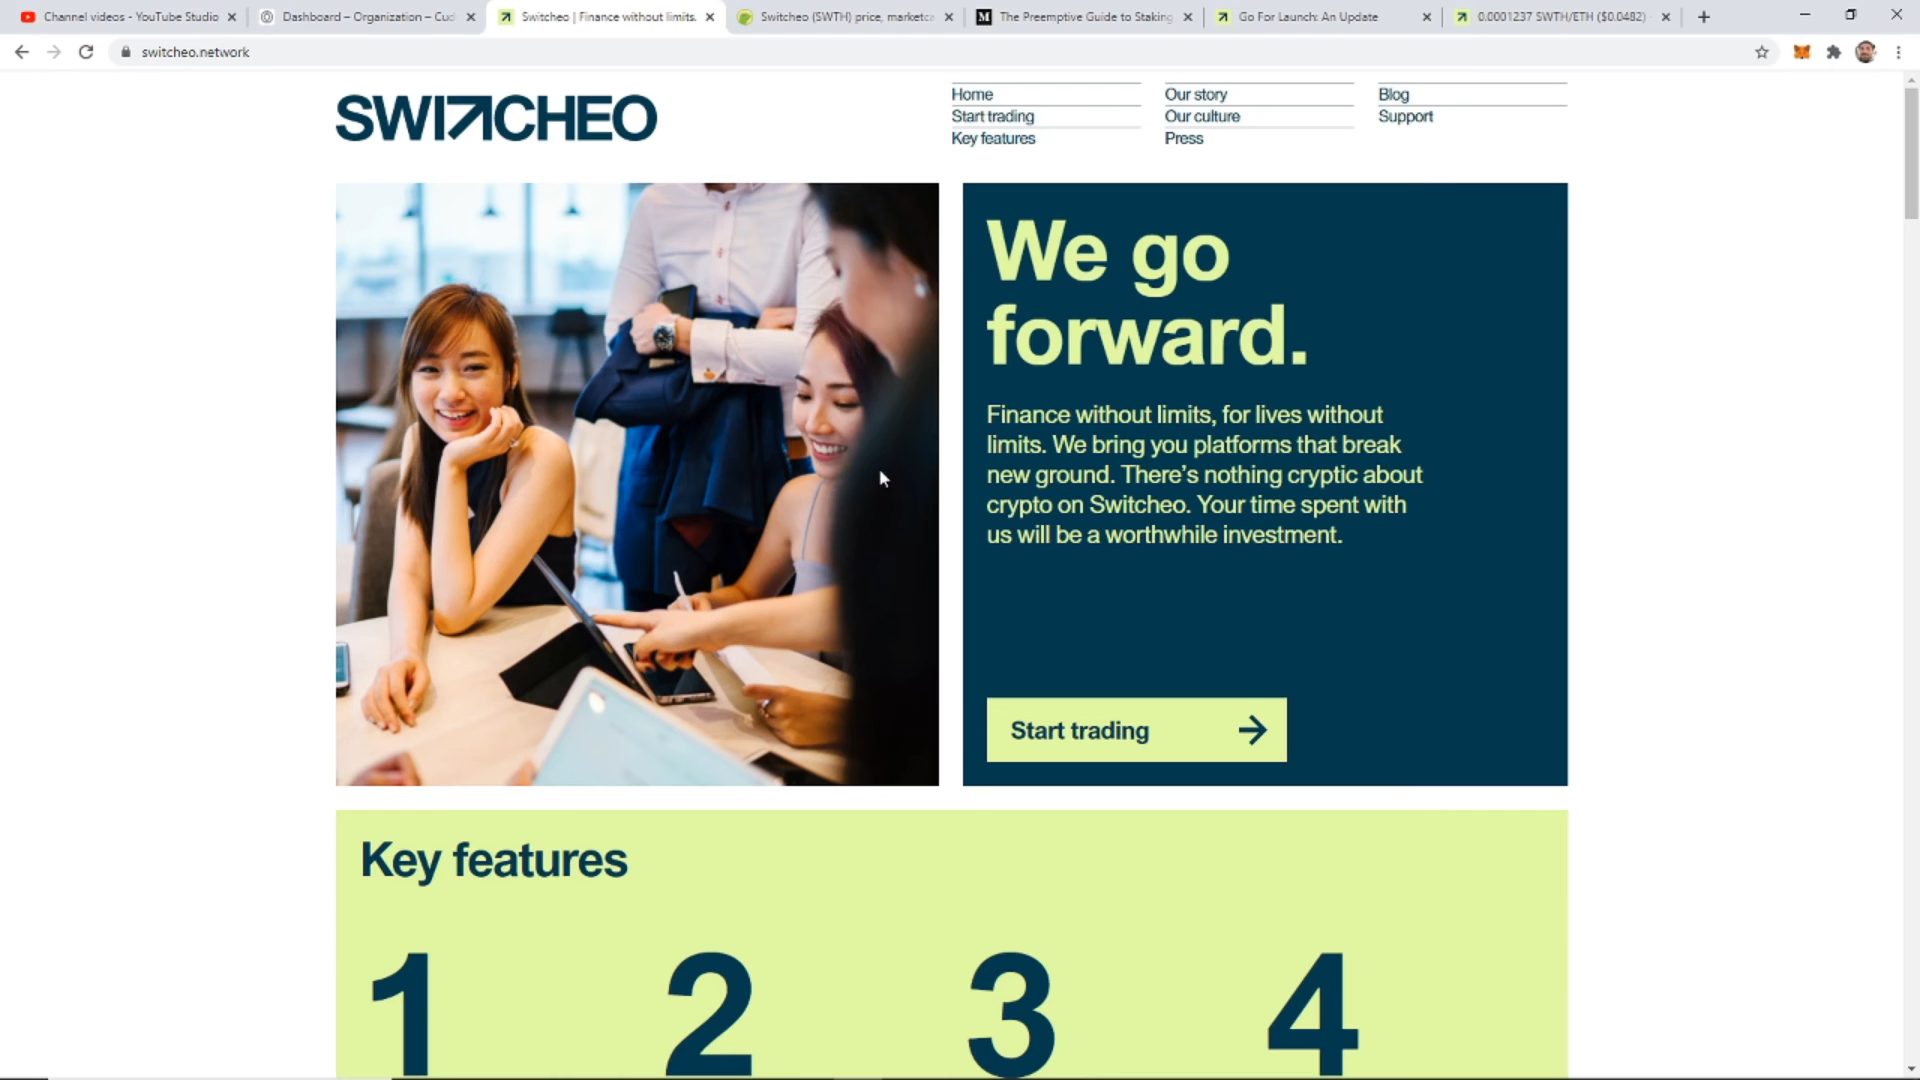 Channel videos - YouTube Studio
Dashboard – Organization – Cud
Switcheo | Finance without limits.
Switcheo (SWTH) price, marketca
The Preemptive Guide to Staking
Go For Launch: An Update
0.0001237 SWTH/ETH ($0.0482)
switcheo.network
SWITCHEO
Home
Start trading
Key features
Our story
Our culture
Press
Blog
Support
We go
forward.
Finance without limits, for lives without
limits. We bring you platforms that break
new ground. There’s nothing cryptic about
crypto on Switcheo. Your time spent with
us will be a worthwhile investment.
Start trading
Key features
1 2 3 4